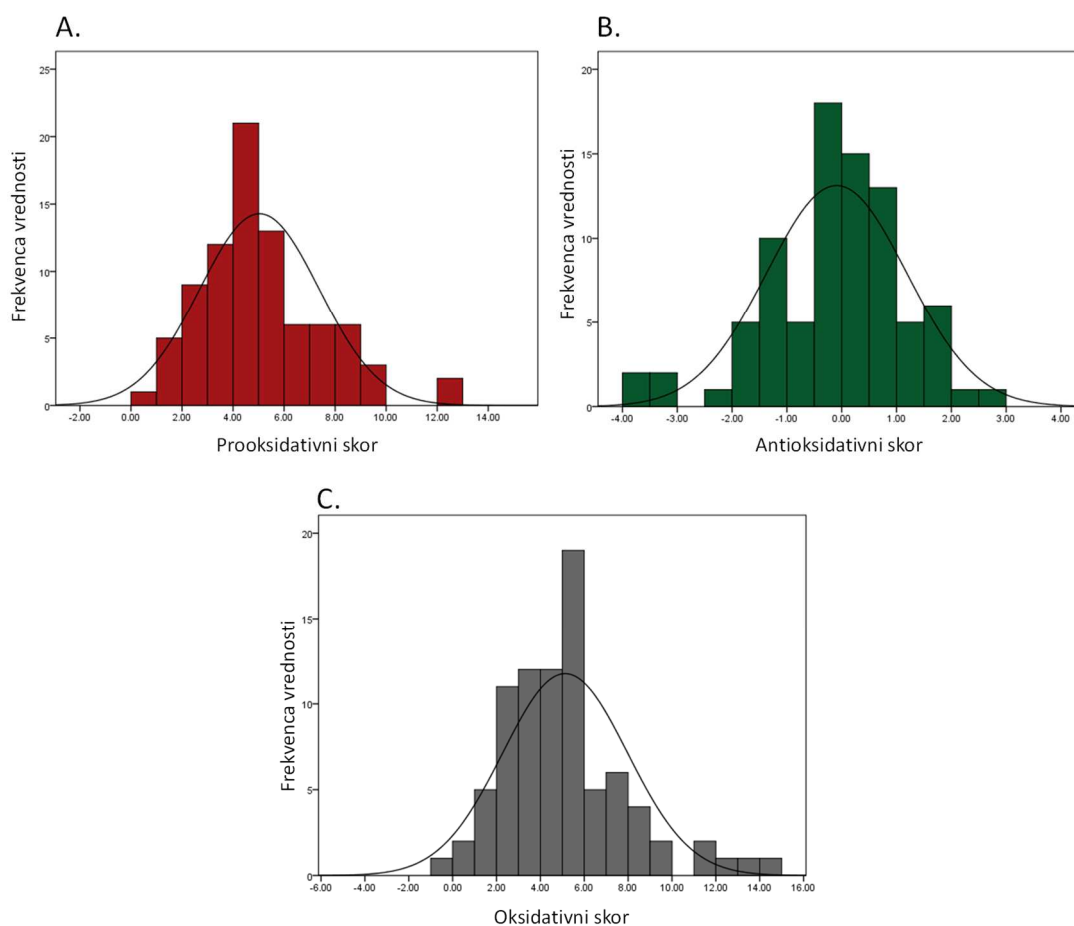 A.
25
20
15
10
5
0
Frekvenca vrednosti
-2.00 .00 2.00 4.00 6.00 8.00 10.00 12.00 14.00
Prooksidativni skor
B.
20
15
10
5
0
Frekvenca vrednosti
-4.00 -3.00 -2.00 -1.00 .00 1.00 2.00 3.00 4.00
Antioksidativni skor
C.
20
15
10
5
0
Frekvenca vrednosti
-6.00 -4.00 -2.00 0.00 2.00 4.00 6.00 8.00 10.00 12.00 14.00 16.00
Oksidativni skor